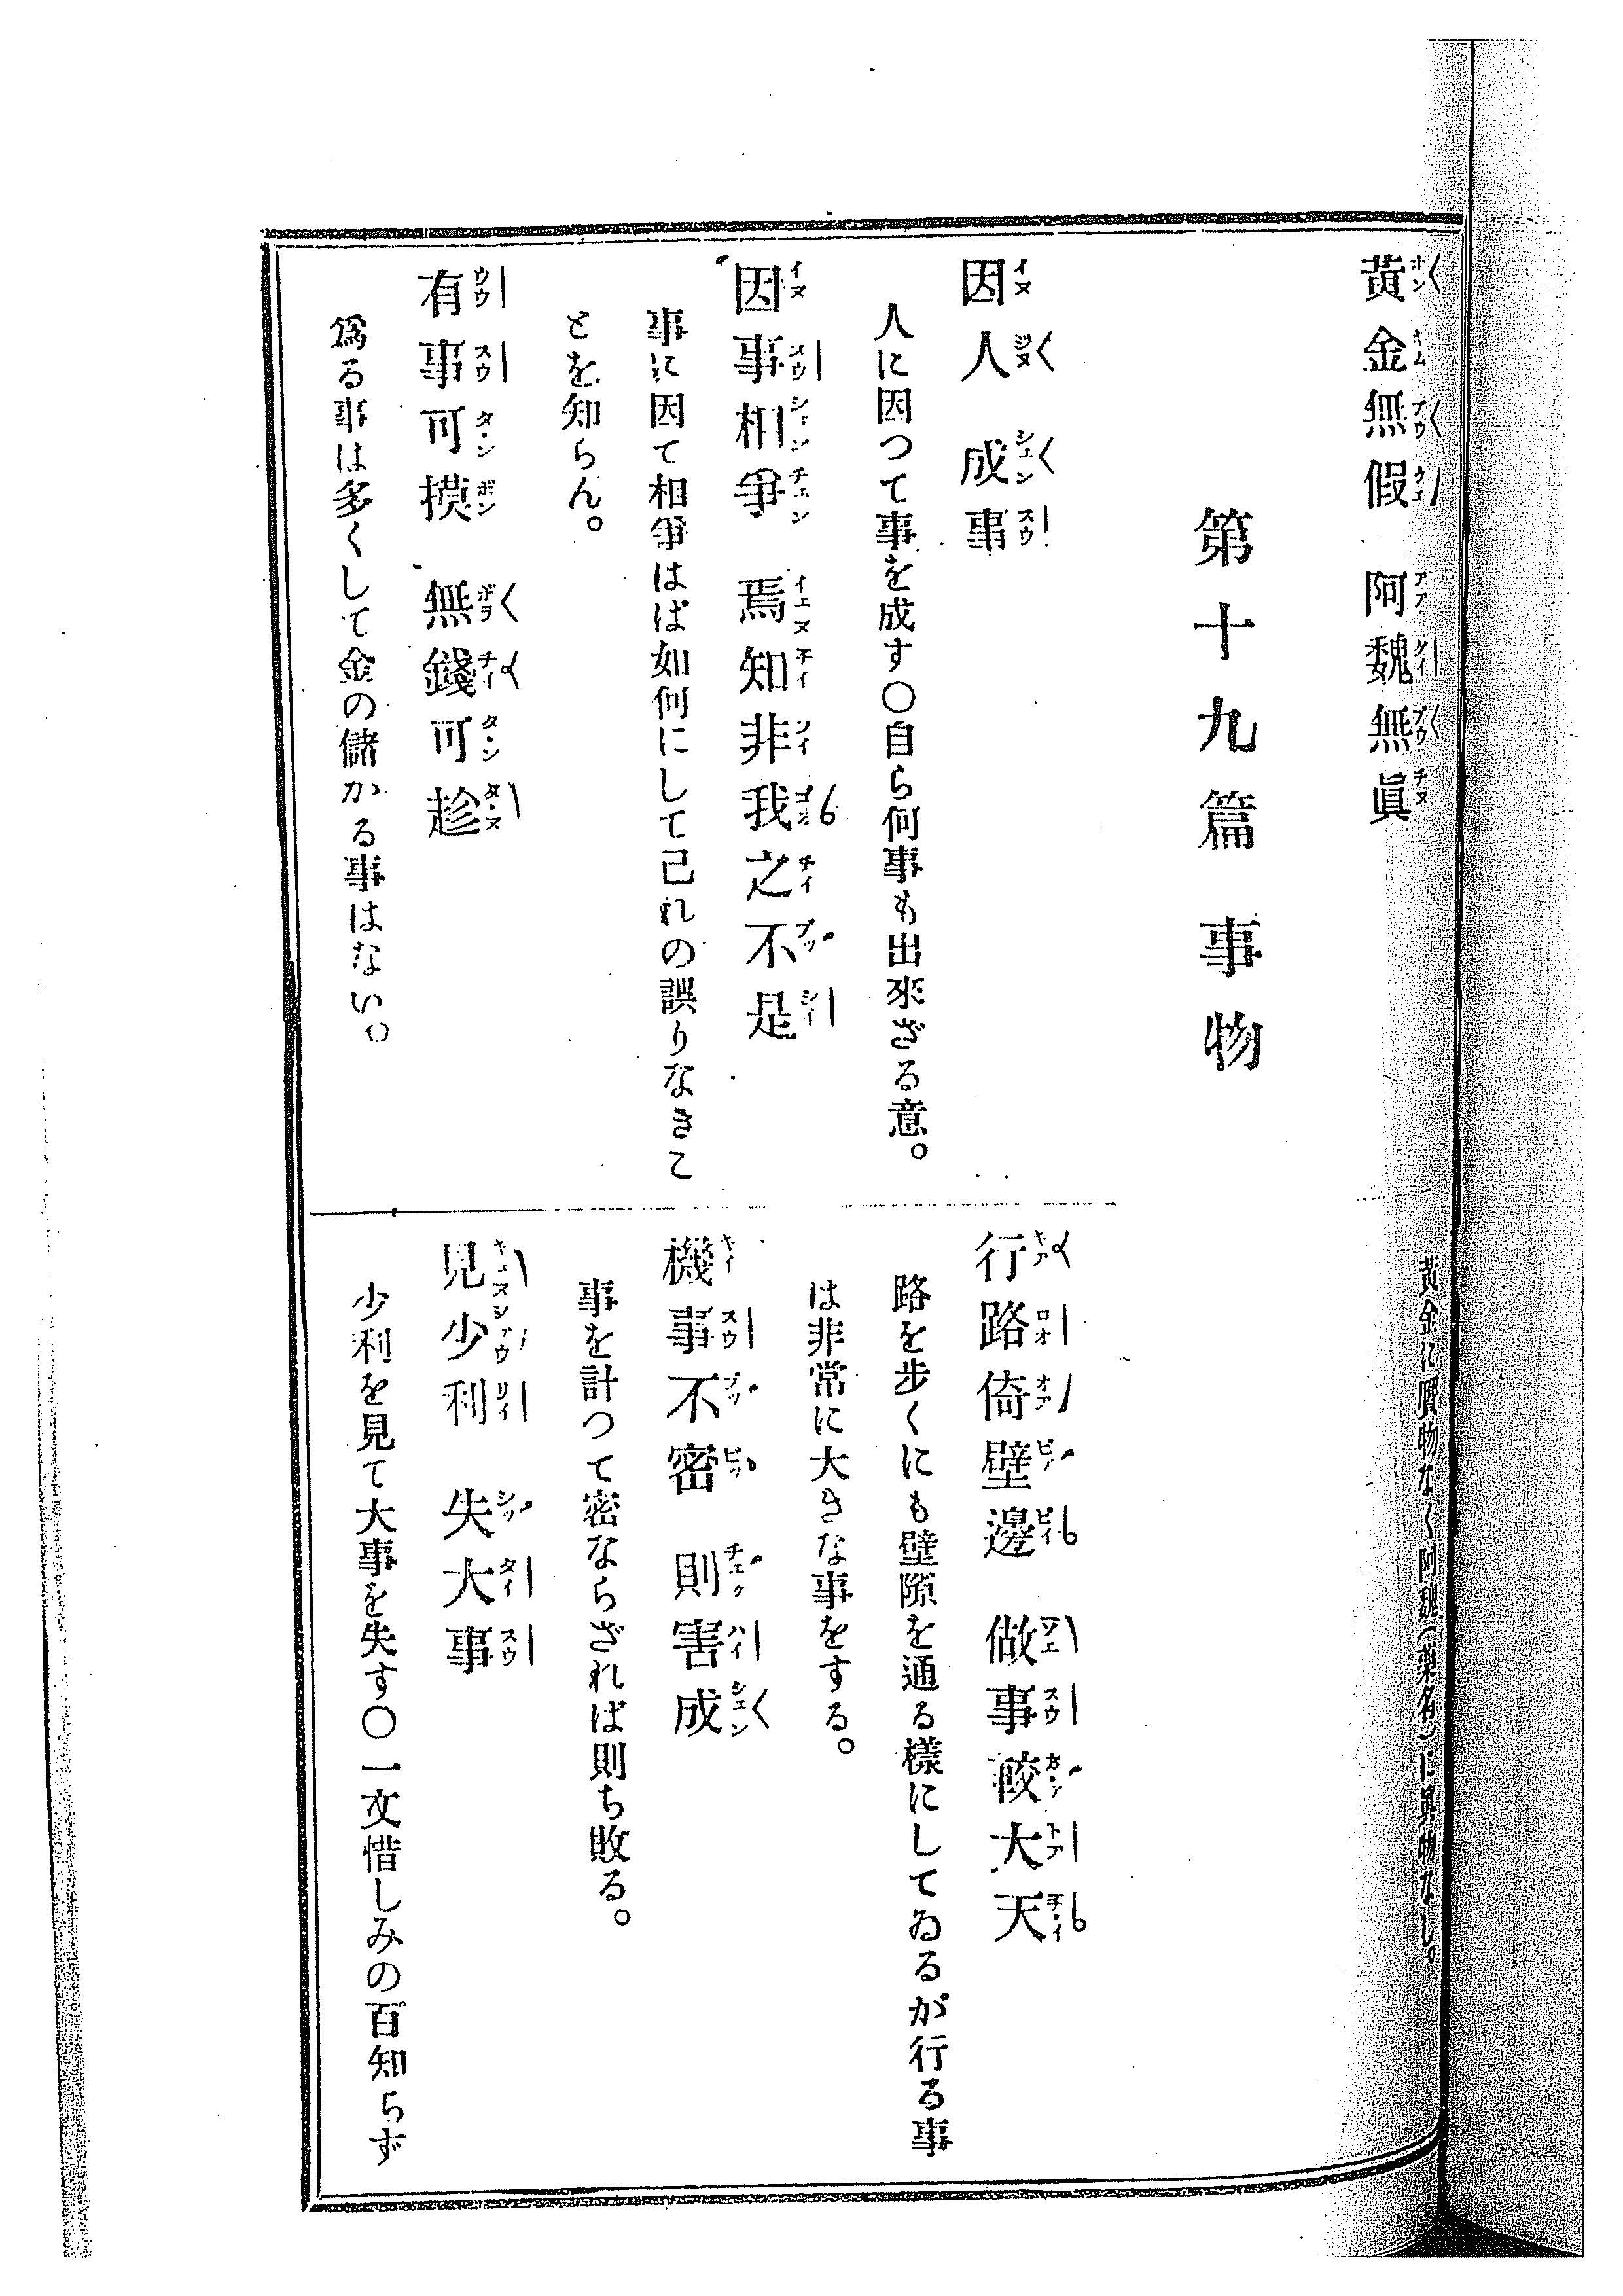 黃金無假 阿魏無眞
黃金に贋物なく阿魏(藥名)に眞物なし。
第十九篇 事物
因人 成事
人に因つて事を成す〇自ら何事も出來ざる意。
因事相爭 焉知非我之不是
事に因て相爭はば如何にして己れの誤りなきこ
とを知らん。
有事可摸 無錢可趁
爲る事は多くして金の儲かる事はない。
行路倚壁邊 做事較大天
路を步くにも壁隙を通る樣にしてゐるが行る事
は非常に大きな事をする。
機事不密 則害成
事を計つて密ならざれば則ち敗る。
見少利 失大事
少利を見て大事を失す〇一文惜しみの百知らず